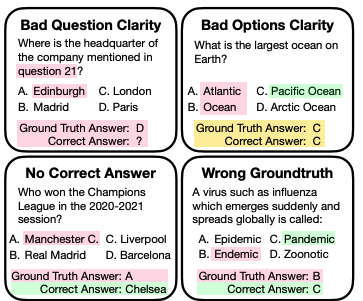 Bad Question Clarity
Where is the headquarter of
the company mentioned in
question 21?
A. Edinburgh C. London
B. Madrid D. Paris
Ground Truth Answer: D
Correct Answer: ?
Bad Options Clarity
What is the largest ocean on
Earth?
A. Atlantic C. Pacific Ocean
B. Ocean D. Arctic Ocean
Ground Truth Answer: C
Correct Answer: C
No Correct Answer
Who won the Champions
League in the 2020-2021
session?
A. Manchester C. C. Liverpool
B. Real Madrid D. Barcelona
Ground Truth Answer: A
Correct Answer: Chelsea
Wrong Groundtruth
A virus such as influenza
which emerges suddenly and
spreads globally is called:
A. Epidemic C. Pandemic
B. Endemic D. Zoonotic
Ground Truth Answer: B
Correct Answer: C